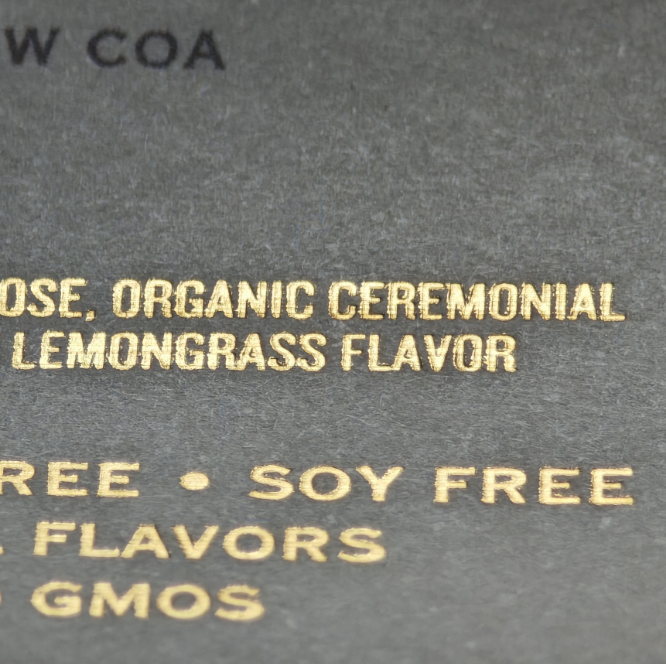 W COA
OSE, ORGANIC CEREMONIAL
LEMONGRASS FLAVOR
REE • SOY FREE
FLAVORS
GMOS